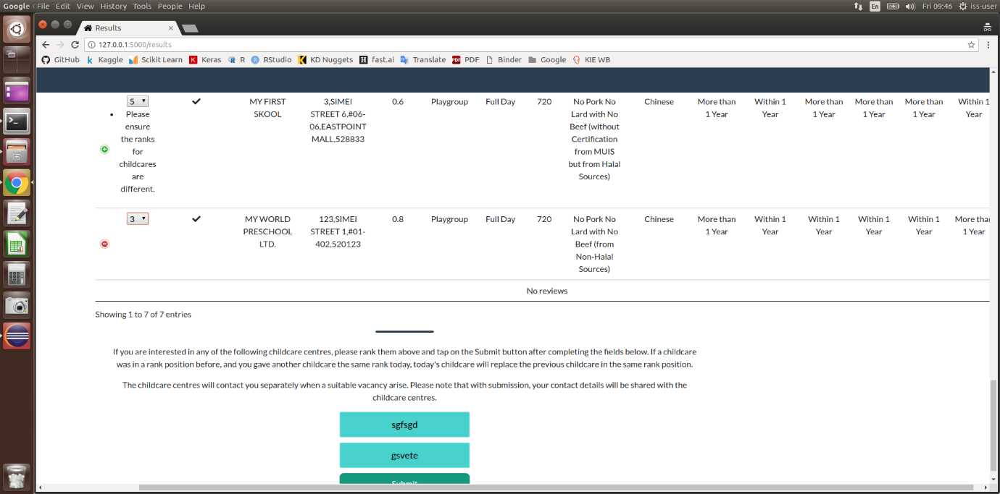 Google
File Edit View History Tools People Help
En
Fri 09:46
iss-user
Results
127.0.0.1:5000/results
GitHub
Kaggle
Scikit Learn
Keras
R
RStudio
KD Nuggets
fast.ai
Translate
PDF
Binder
Google
KIE WB
5
Please
ensure
the ranks
for
childcares
are
different.
MY FIRST
SKOOL
3,SIMEI
STREET 6,#06-
06,EASTPOINT
MALL,528833
0.6
Playgroup
Full Day
720
No Pork No
Lard with No
Beef (without
Certification
from MUIS
but from Halal
Sources)
Chinese
More than
1 Year
Within 1
Year
More than
1 Year
More than
1 Year
More than
1 Year
Within 1
Year
3
MY WORLD
PRESCHOOL
LTD.
123,SIMEI
STREET 1,#01-
402,520123
0.8
Playgroup
Full Day
720
No Pork No
Lard with No
Beef (from
Non-Halal
Sources)
Chinese
More than
1 Year
Within 1
Year
Within 1
Year
Within 1
Year
Within 1
Year
More than
1 Year
No reviews
Showing 1 to 7 of 7 entries
If you are interested in any of the following childcare centres, please rank them above and tap on the Submit button after completing the fields below. If a childcare
was in a rank position before, and you gave another childcare the same rank today, today's childcare will replace the previous childcare in the same rank position.
The childcare centres will contact you separately when a suitable vacancy arise. Please note that with submission, your contact details will be shared with the
childcare centres.
sgfsgd
gsvete
Submit